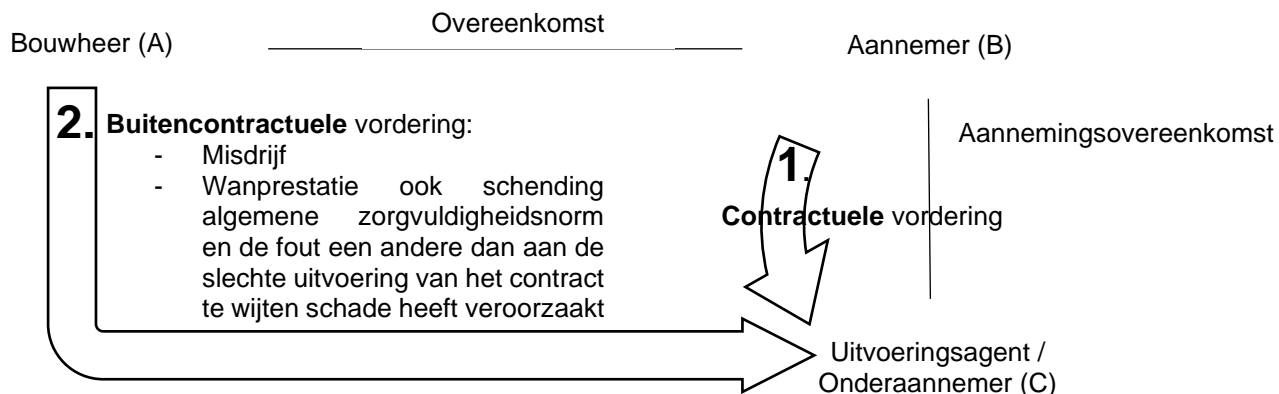 Overeenkomst
Bouwheer (A)
Aannemer (B)
2. Buitencontractuele vordering:
- Misdrijf
- Wanprestatie ook schending
algemene zorgvuldigheidsnorm
en de fout een andere dan aan de
slechte uitvoering van het contract
te wijten schade heeft veroorzaakt
Aannemingsovereenkomst
1.
Contractuele vordering
Uitvoeringsagent /
Onderaannemer (C)